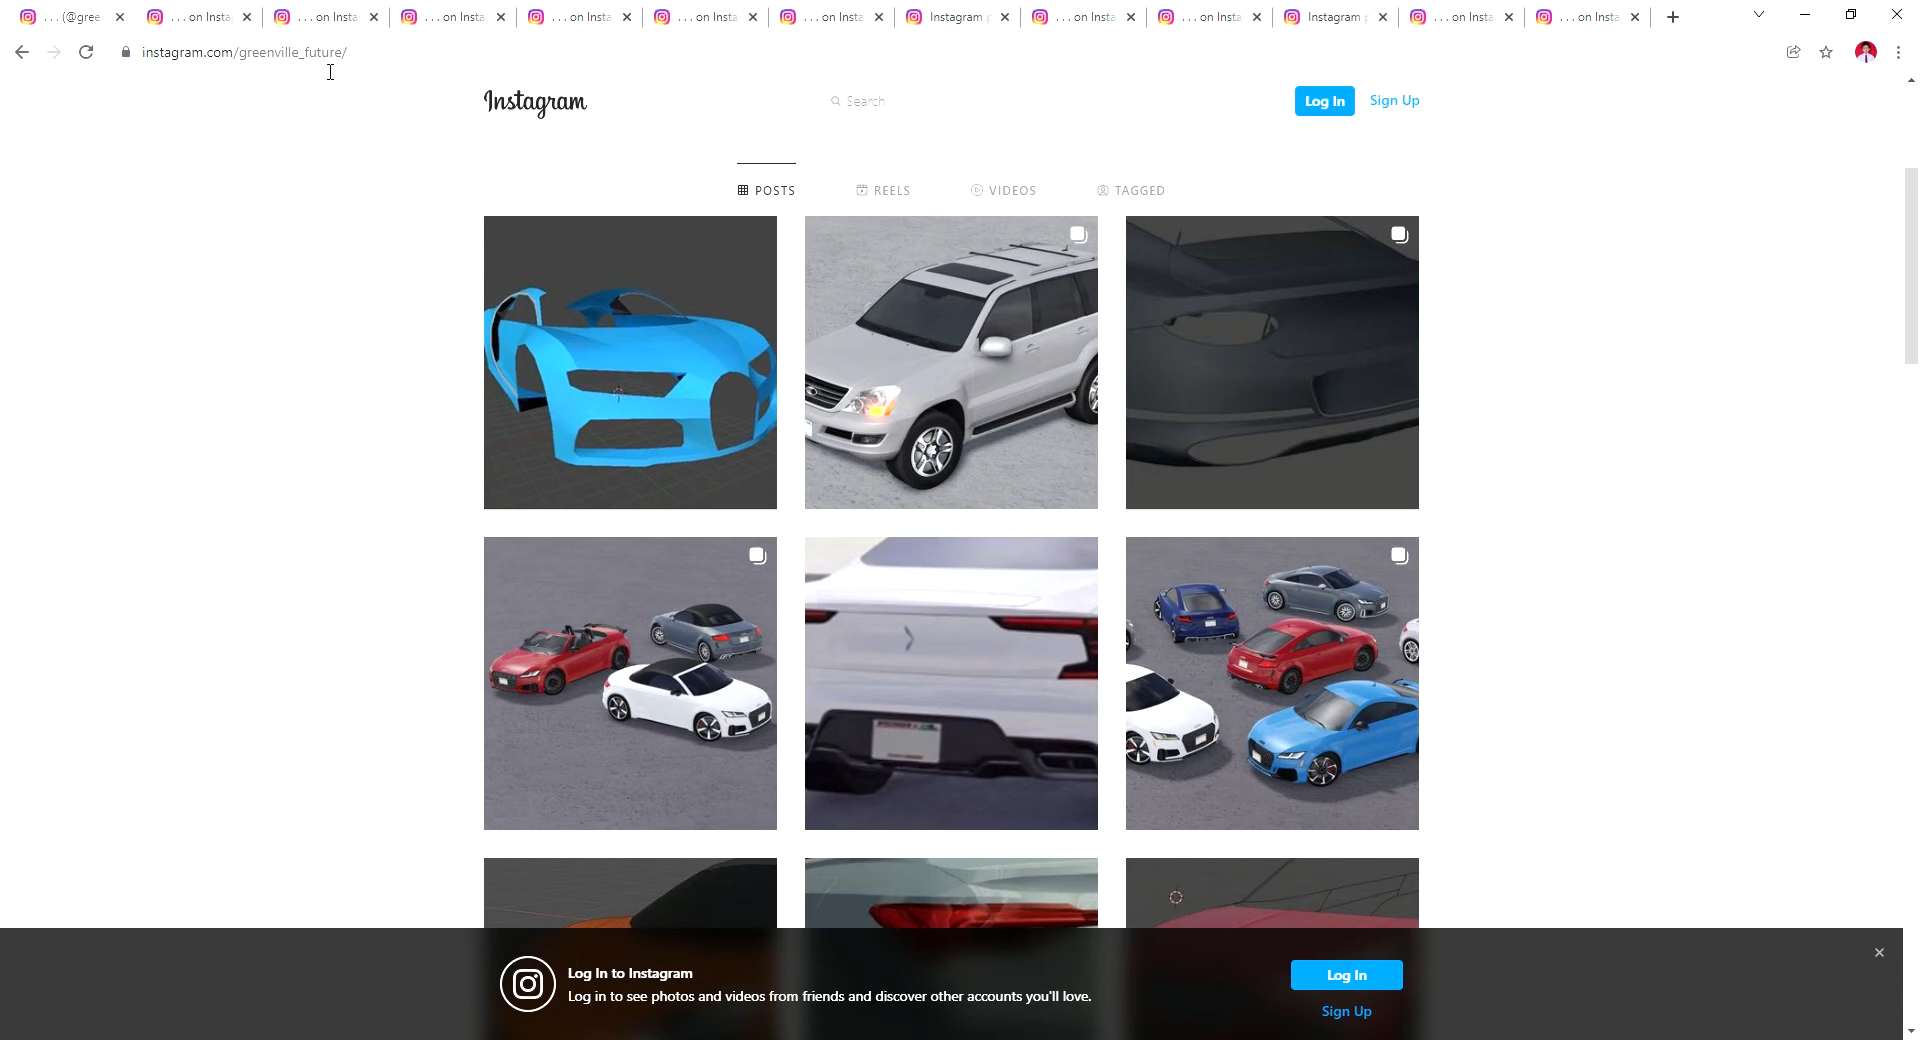 . . . (@gree
. . . on Insta
. . . on Insta
. . . on Insta
. . . on Insta
. . . on Insta
. . . on Insta
Instagram p
. . . on Insta
. . . on Insta
Instagram p
. . . on Insta
. . . on Insta
instagram.com/greenville_future/
Instagram
Search
Log In
Sign Up
POSTS
REELS
VIDEOS
TAGGED
Log In to Instagram
Log in to see photos and videos from friends and discover other accounts you'll love.
Log In
Sign Up